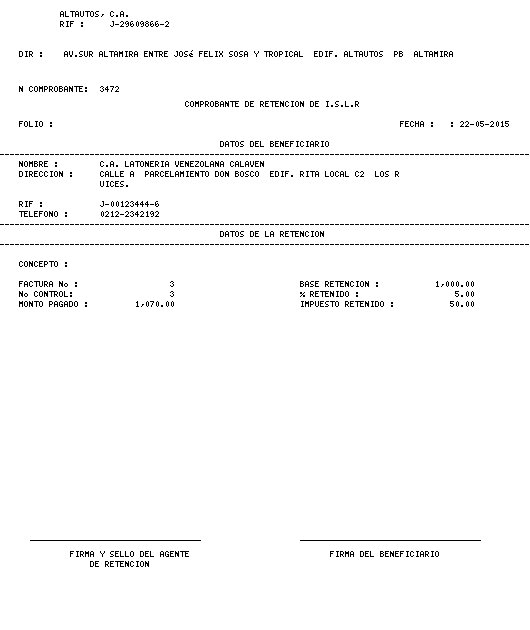 ALTAUTOS, C.A.
RIF :     J-29609866-2
DIR :    AV.SUR ALTAMIRA ENTRE JOSé FELIX SOSA Y TROPICAL  EDIF. ALTAUTOS  PB  ALTAMIRA
N COMPROBANTE:  3472
COMPROBANTE DE RETENCION DE I.S.L.R
FOLIO :                    FECHA :   : 22-05-2015
DATOS DEL BENEFICIARIO
NOMBRE :        C.A. LATONERIA VENEZOLANA CALAVEN
DIRECCION :     CALLE A  PARCELAMIENTO DON BOSCO  EDIF. RITA LOCAL C2  LOS R
UICES.
RIF :           J-00123444-6
TELEFONO :      0212-2342192
DATOS DE LA RETENCION
CONCEPTO :
FACTURA No :                  3                         BASE RETENCION :           1,000.00
No CONTROL:                   3                         % RETENIDO :                   5.00
MONTO PAGADO :         1,070.00                         IMPUESTO RETENIDO :           50.00
FIRMA Y SELLO DEL AGENTE                            FIRMA DEL BENEFICIARIO
DE RETENCION